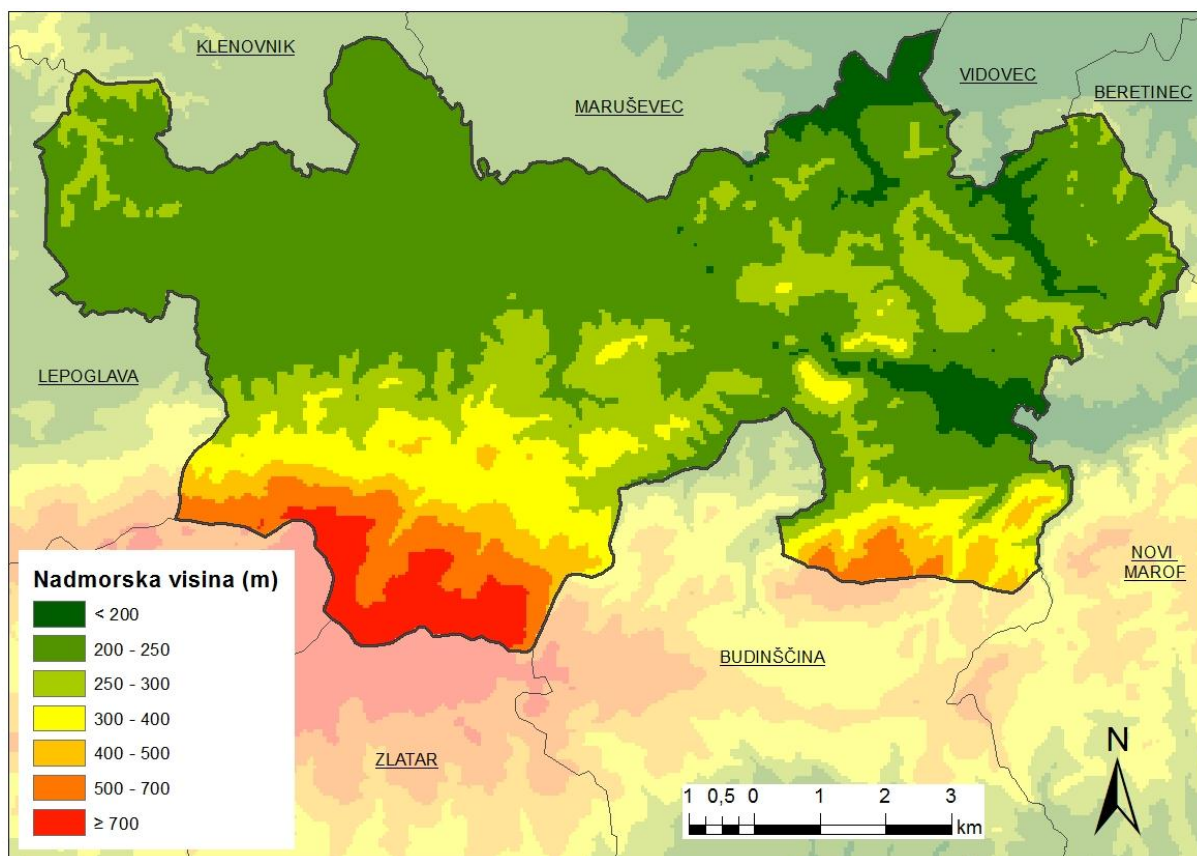 KLENOVNIK
VIDOVEC
BERETINEC
MARUŠEVEC
LEPOGLAVA
NOVI
MAROF
BUDINŠČINA
ZLATAR
Nadmorska visina (m)
< 200
200 - 250
250 - 300
300 - 400
400 - 500
500 - 700
≥ 700
N
1 0,5 0 1 2 3
km